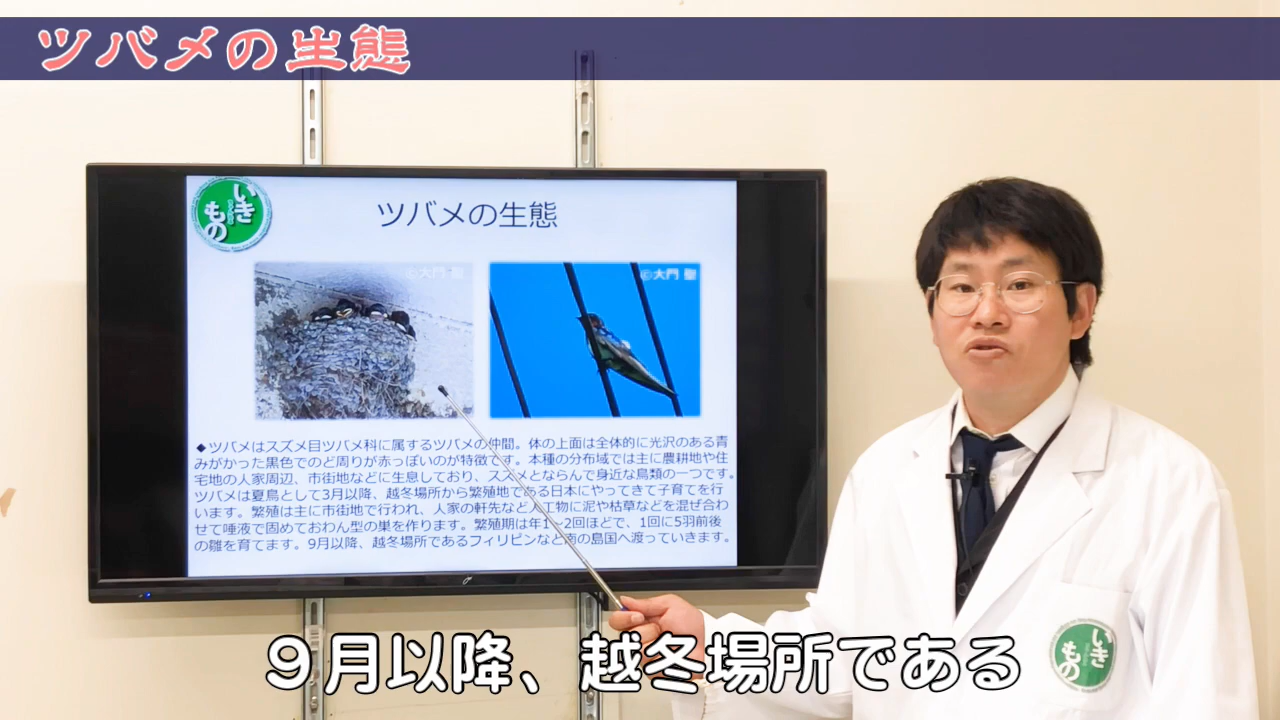 ツバメの生態
いきもの
ツバメの生態
©大門 聖
©大門 聖
◆ツバメはスズメ目ツバメ科に属するツバメの仲間。体の上面は全体的に光沢のある青
みがかった黒色でのど周りが赤っぽいのが特徴です。本種の分布域では主に農耕地や住
宅地の人家周辺、市街地などに生息しており、スズメとならんで身近な鳥類の一つです。
ツバメは夏鳥として3月以降、越冬場所から繁殖地である日本にやってきて子育てを行
います。繁殖は主に市街地で行われ、人家の軒先など人工物に泥や枯草などを混ぜ合わ
せて唾液で固めておわん型の巣を作ります。繁殖期は年1~2回ほどで、1回に5羽前後
の雛を育てます。9月以降、越冬場所であるフィリピンなど南の島国へ渡っていきます。
いきもの
９月以降、越冬場所である